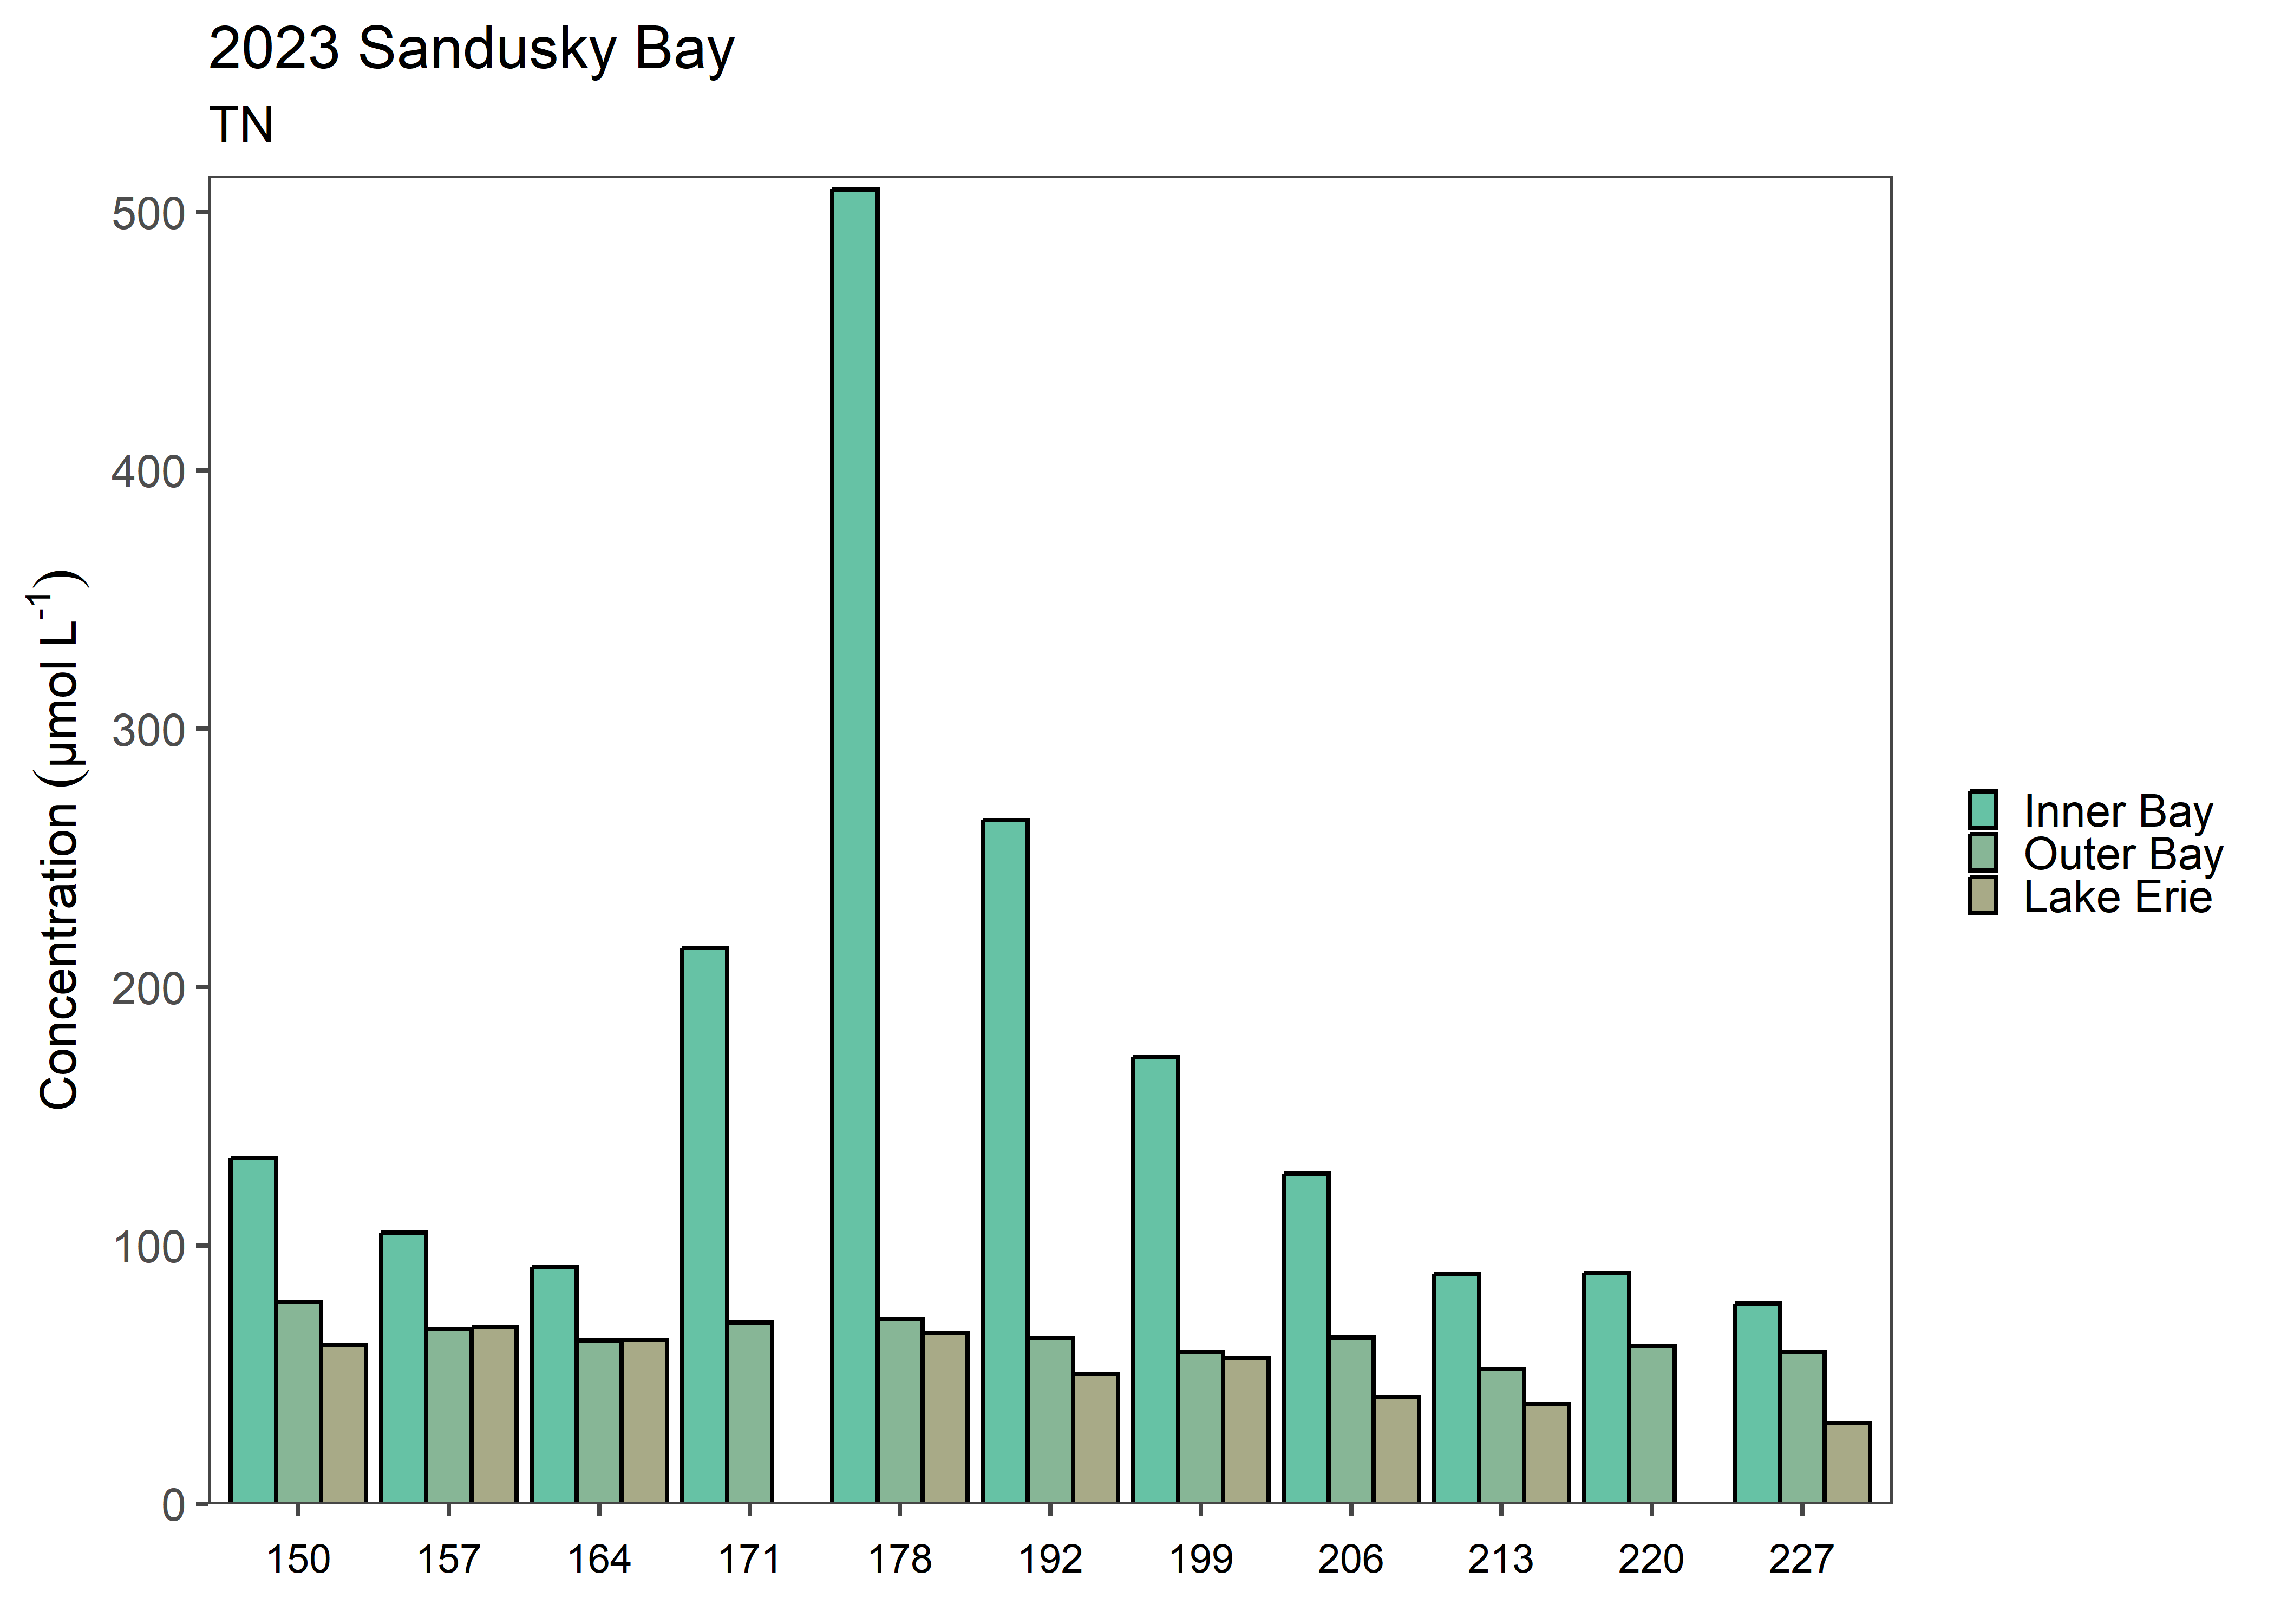 2023 Sandusky Bay
TN
Concentration (µmol L⁻¹)
500
400
300
200
100
0
150 157 164 171 178 192 199 206 213 220 227
Inner Bay
Outer Bay
Lake Erie